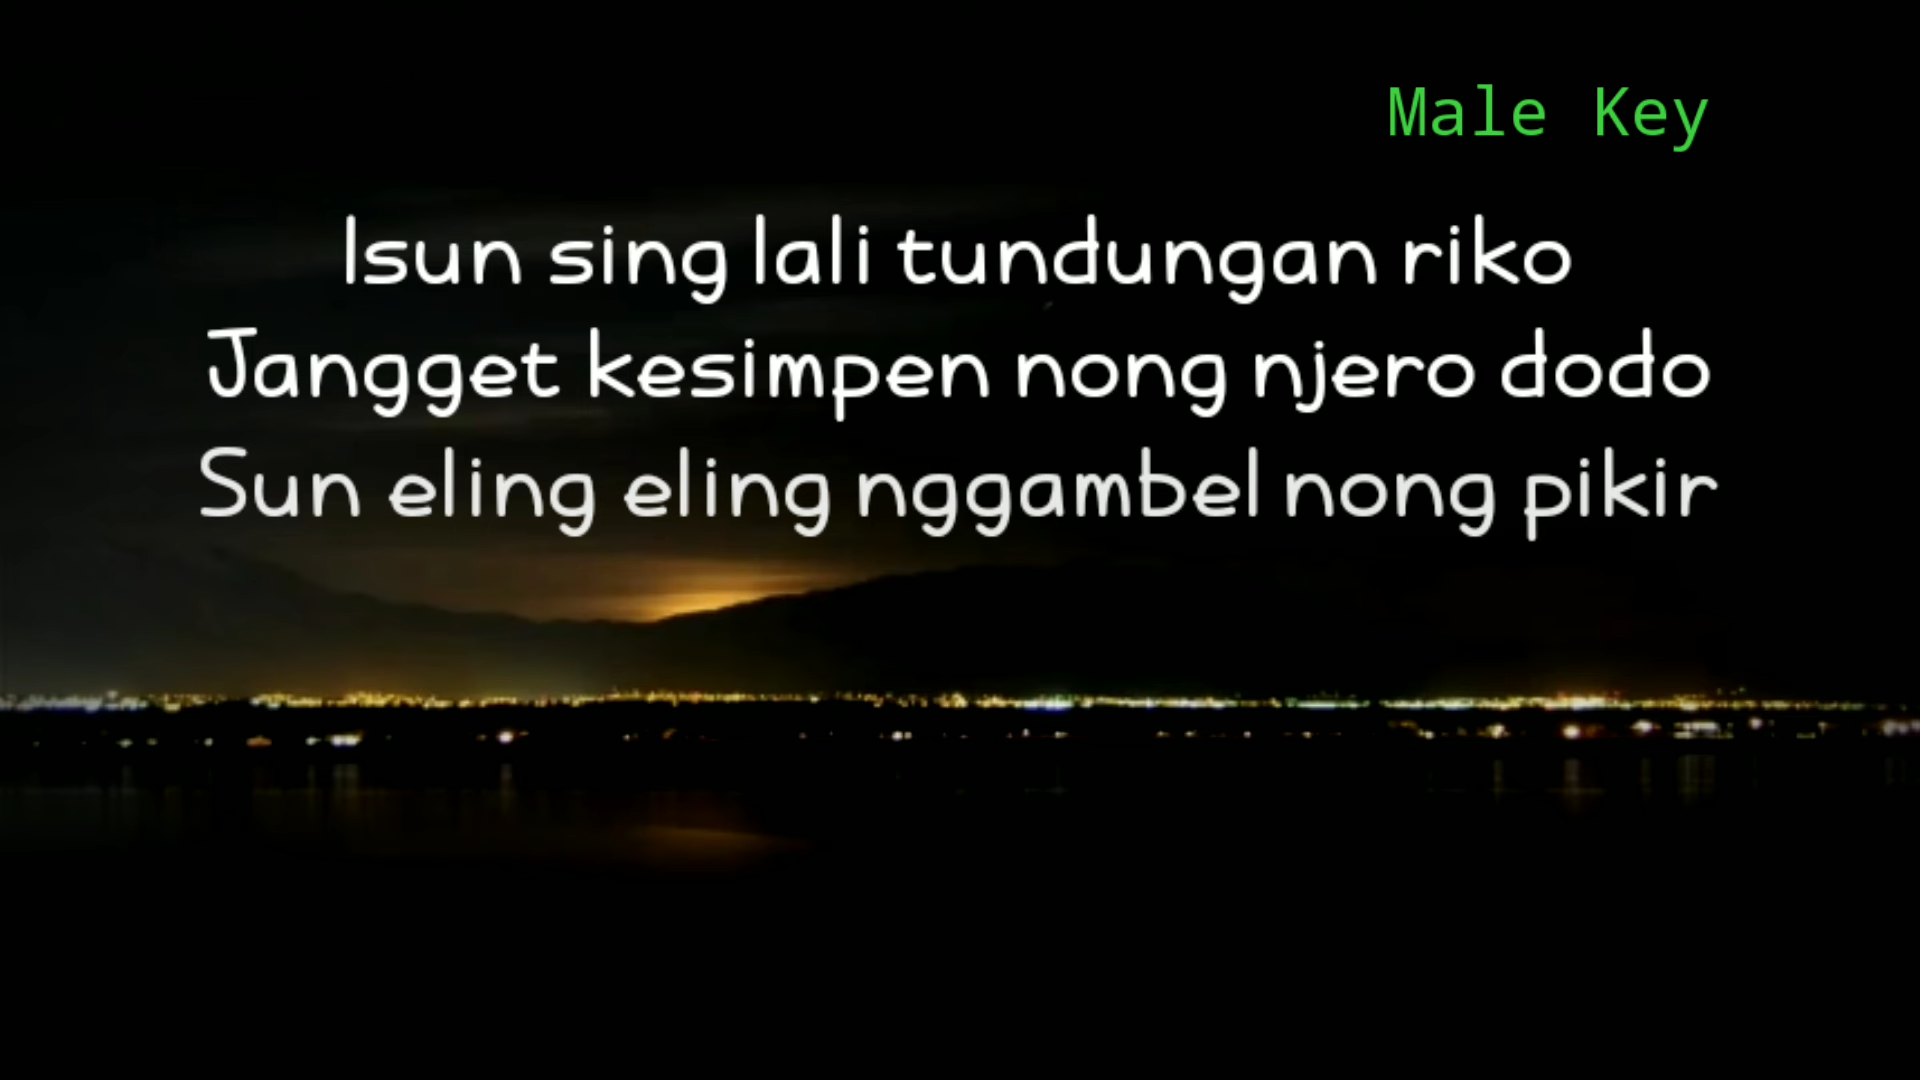 Male Key
Isun sing lali tundungan riko
Jangget kesimpen nong njero dodo
Sun eling eling nggambel nong pikir